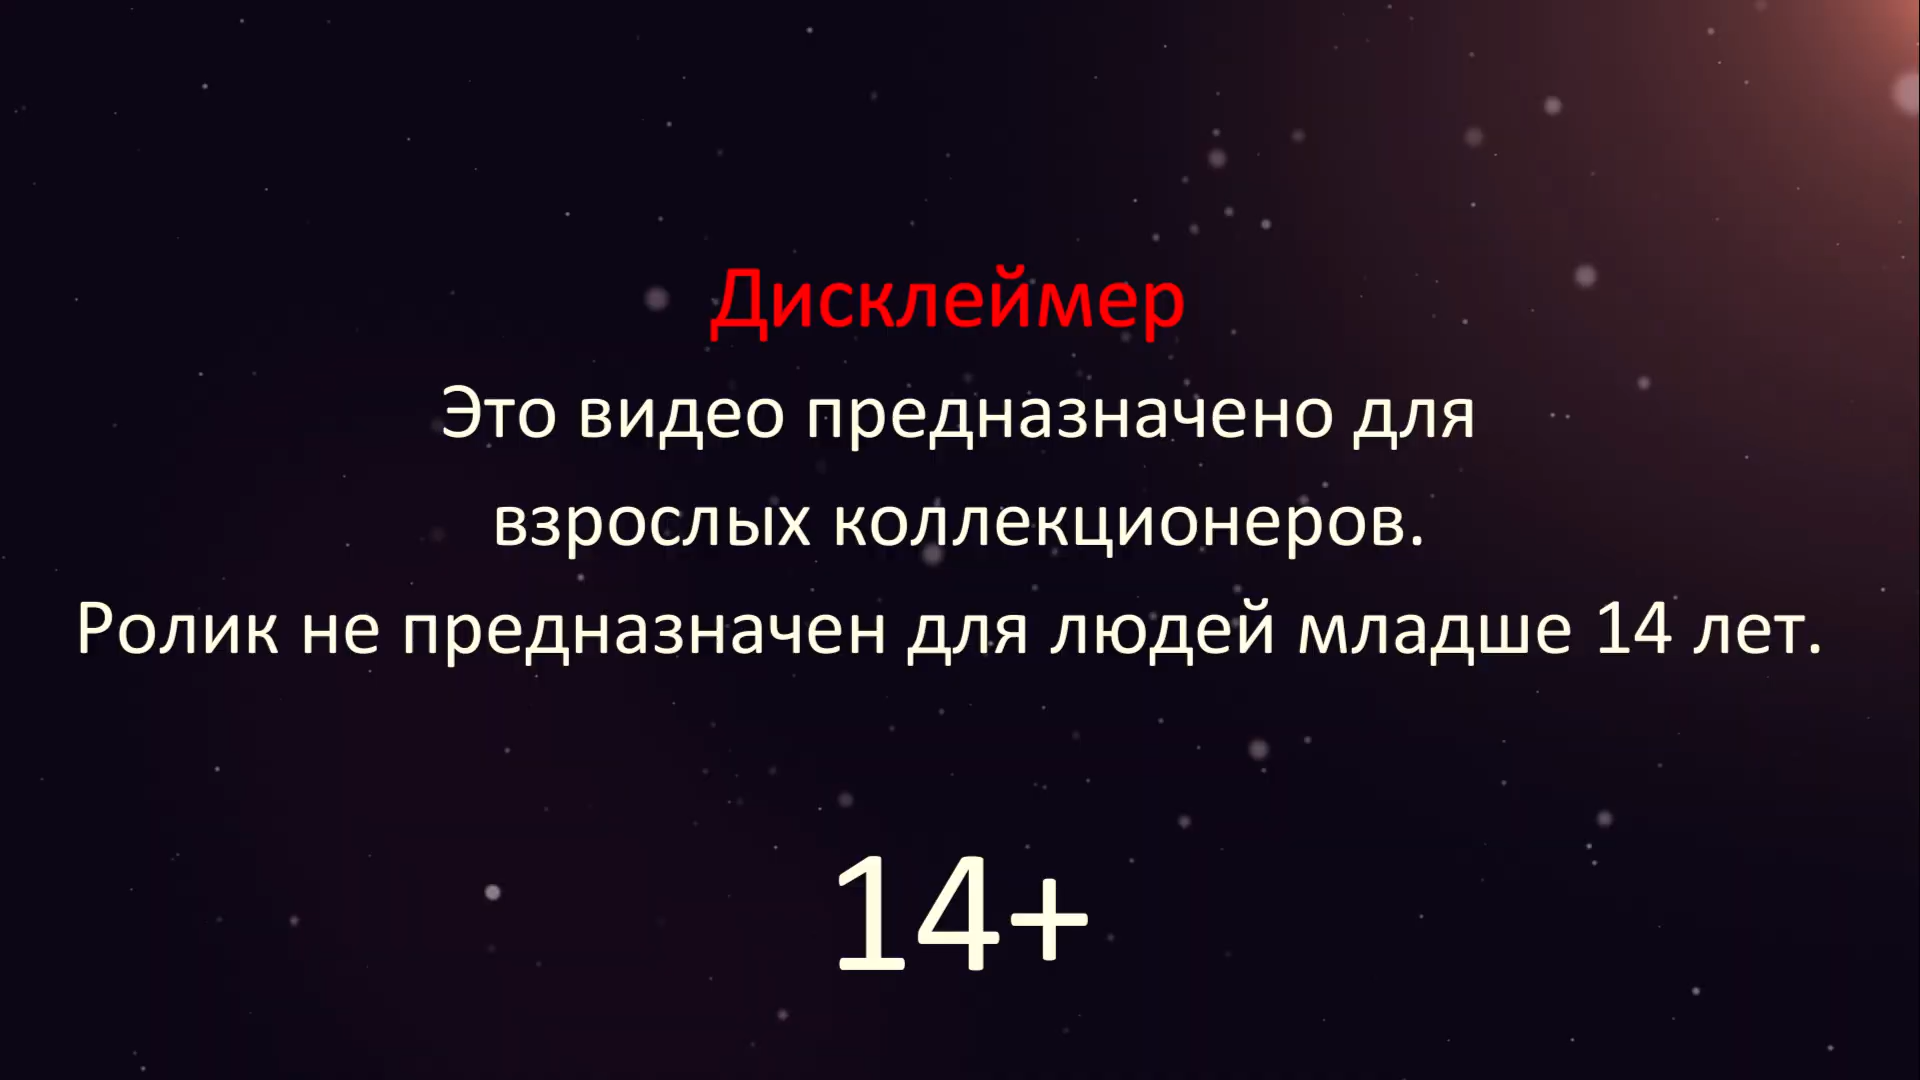 Дисклеймер
Это видео предназначено для
взрослых коллекционеров.
Ролик не предназначен для людей младше 14 лет.
14+